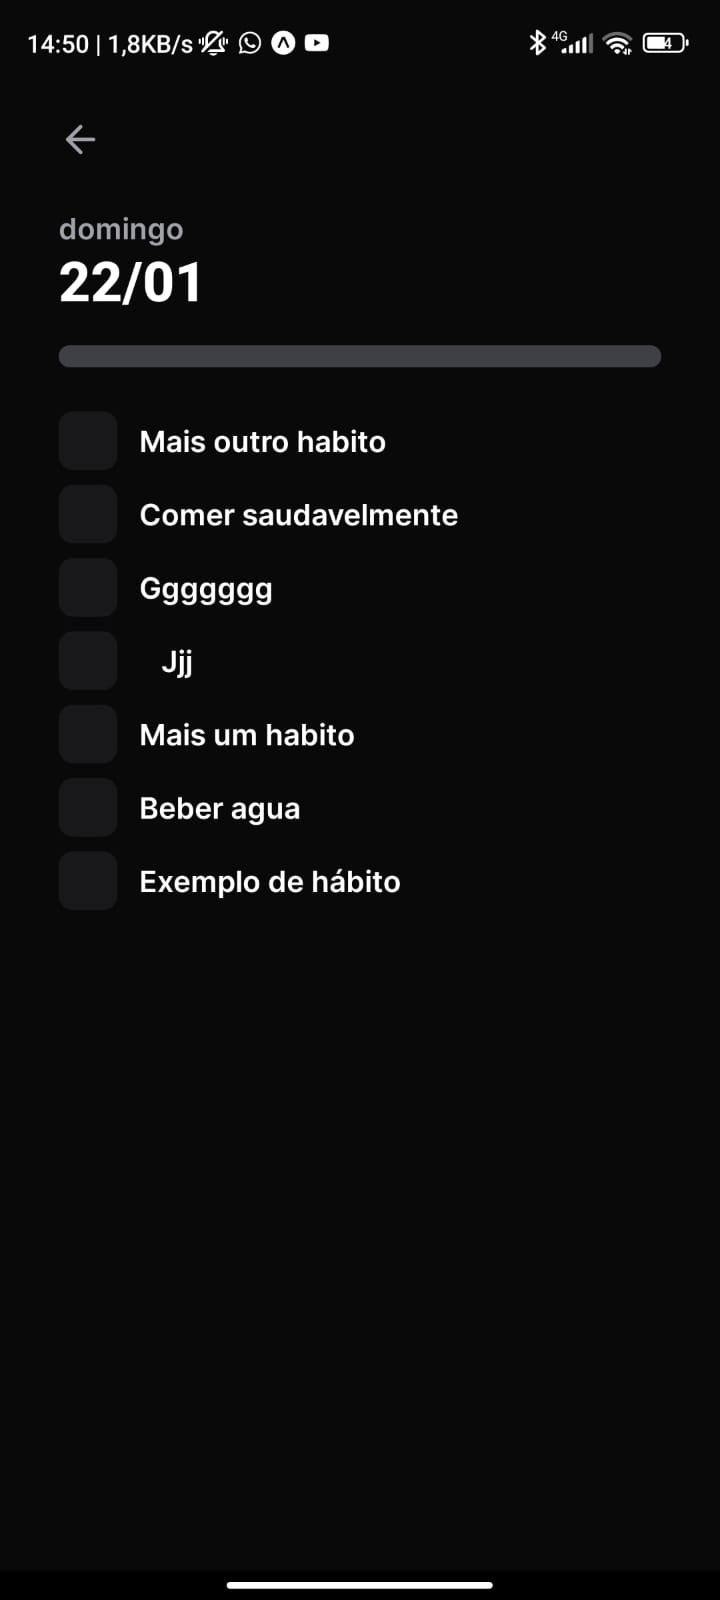 14:50 | 1,8KB/s 4G 4
domingo
22/01
Mais outro habito
Comer saudavelmente
Ggggggg
Jjj
Mais um habito
Beber agua
Exemplo de hábito